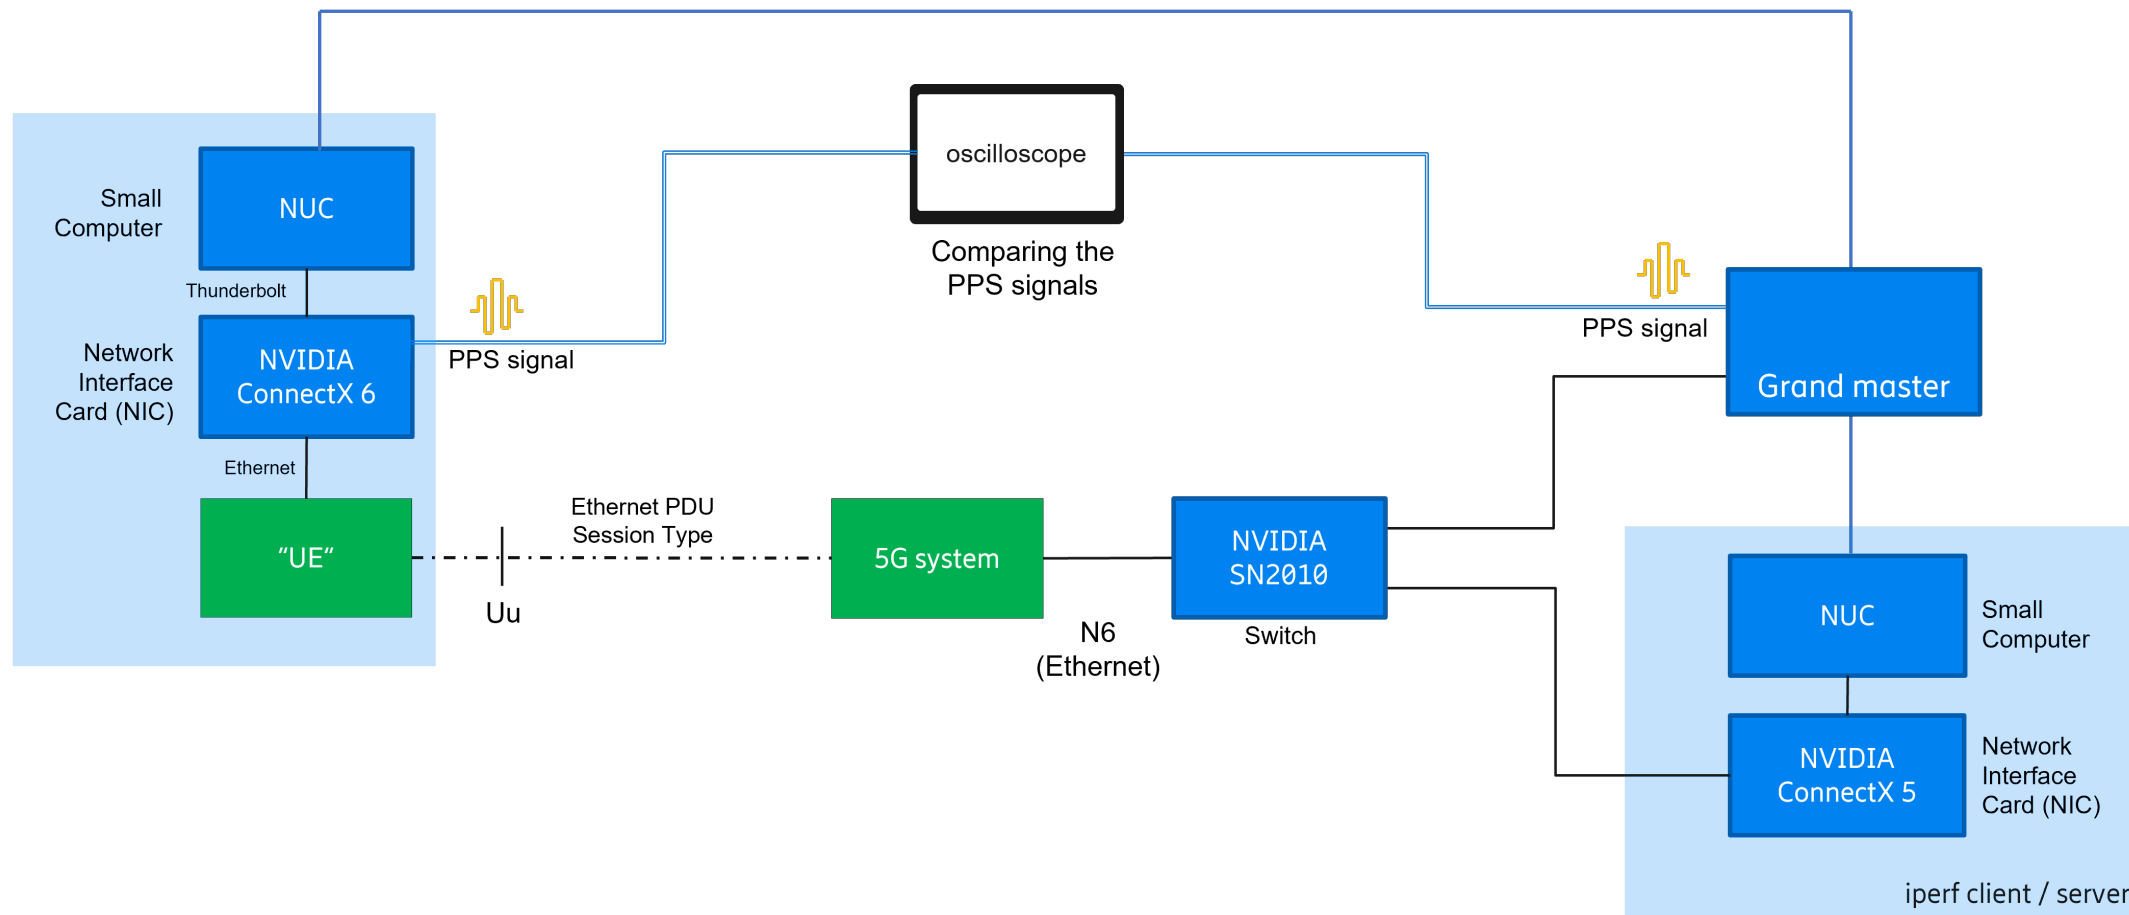 oscilloscope
Comparing the
PPS signals
Small
Computer
NUC
Thunderbolt
Network
Interface
Card (NIC)
NVIDIA
ConnectX 6
PPS signal
Ethernet
“UE“
Uu
Ethernet PDU
Session Type
5G system
N6
(Ethernet)
NVIDIA
SN2010
Switch
PPS signal
Grand master
NUC
Small
Computer
NVIDIA
ConnectX 5
Network
Interface
Card (NIC)
iperf client / server